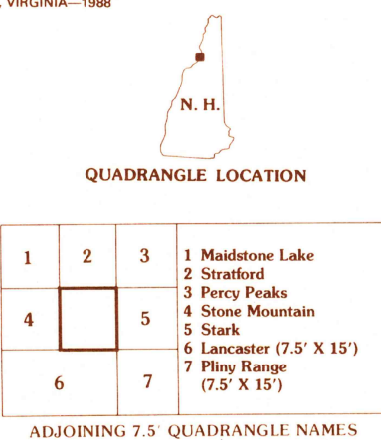 , VIRGINIA—1988
N. H.
QUADRANGLE LOCATION
1 2 3
4 5
6 7
1 Maidstone Lake
2 Stratford
3 Percy Peaks
4 Stone Mountain
5 Stark
6 Lancaster (7.5′ X 15′)
7 Pliny Range
(7.5′ X 15′)
ADJOINING 7.5′ QUADRANGLE NAMES